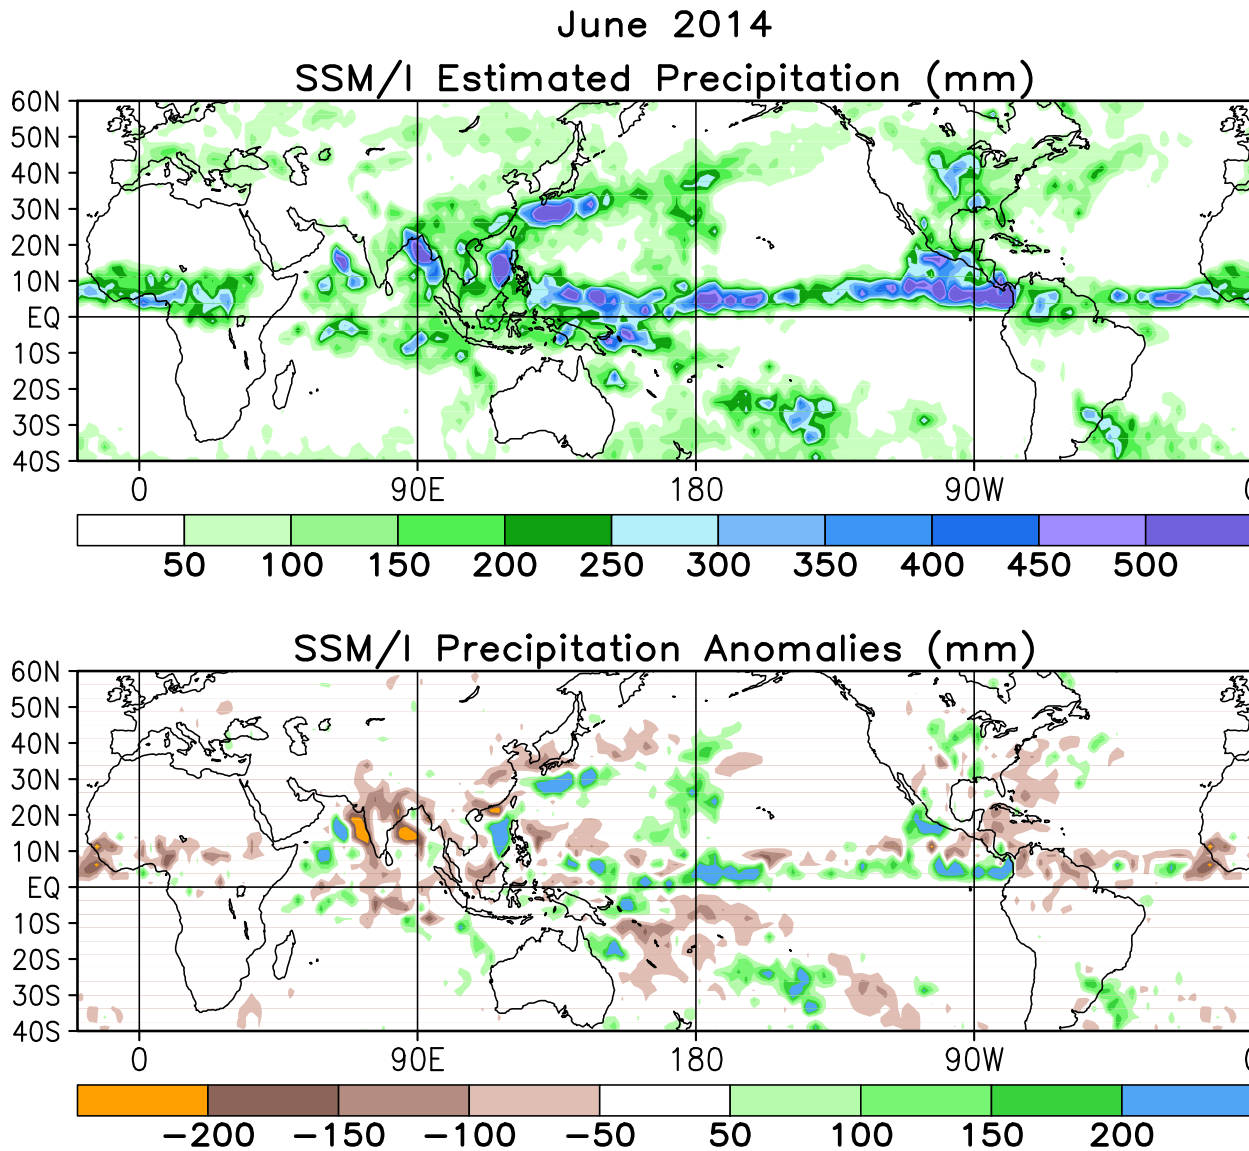 June 2014
SSM/I Estimated Precipitation (mm)
60N
50N
40N
30N
20N
10N
EQ
10S
20S
30S
40S
0 90E 180 90W 0
50 100 150 200 250 300 350 400 450 500
SSM/I Precipitation Anomalies (mm)
60N
50N
40N
30N
20N
10N
EQ
10S
20S
30S
40S
0 90E 180 90W 0
−200 −150 −100 −50 50 100 150 200